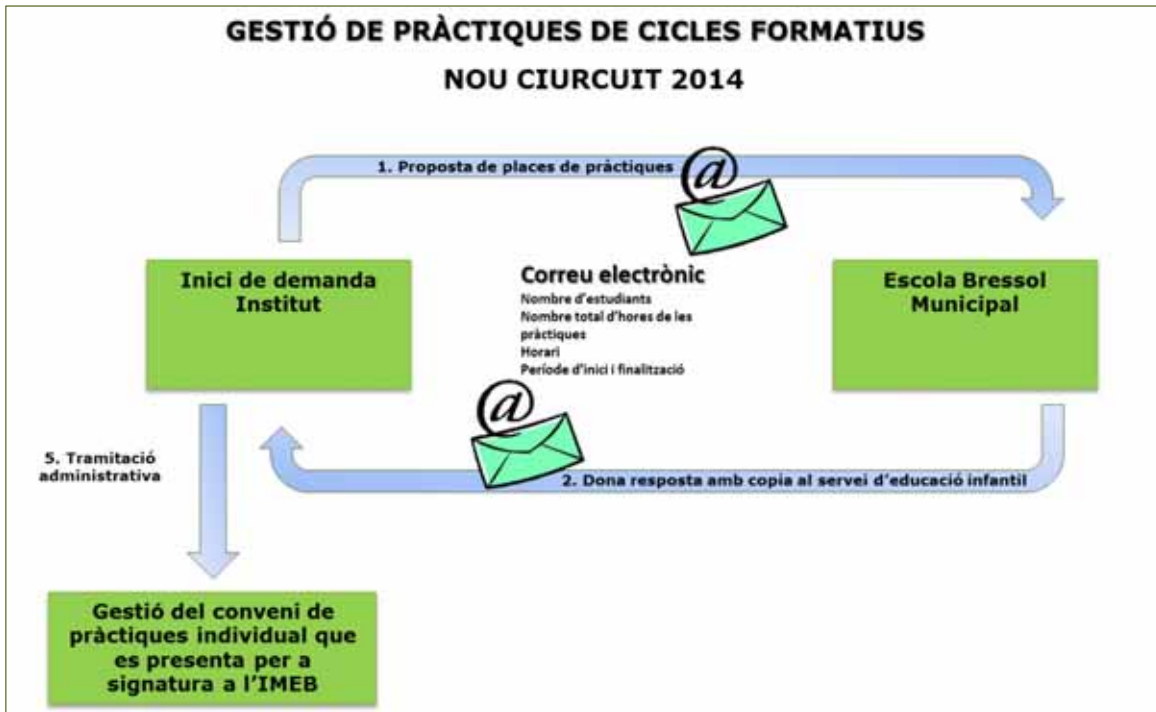 GESTIÓ DE PRÀCTIQUES DE CICLES FORMATIUS
NOU CIURCUIT 2014
1. Proposta de places de pràctiques
@
Inici de demanda
Institut
Correu electrònic
Nombre d'estudiants
Nombre total d'hores de les
pràctiques
Horari
Període d'inici i finalització
Escola Bressol
Municipal
@
5. Tramitació
administrativa
2. Dona resposta amb copia al servei d'educació infantil
Gestió del conveni de
pràctiques individual que
es presenta per a
signatura a l'IMEB